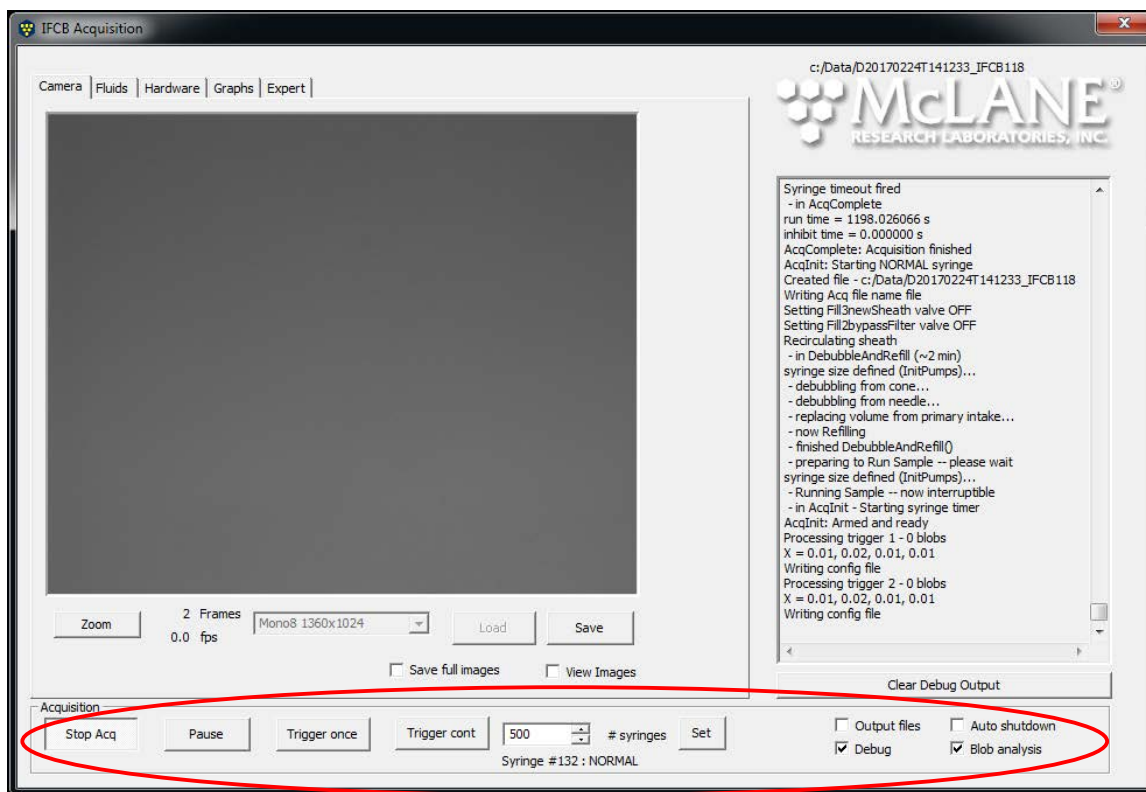 IFCB Acquisition
Camera Fluids Hardware Graphs Expert
c:/Data/D20170224T141233_IFCB118
McLANE®
RESEARCH LABORATORIES, INC.
Syringe timeout fired
- in AcqComplete
run time = 1198.026066 s
inhibit time = 0.000000 s
AcqComplete: Acquisition finished
AcqInit: Starting NORMAL syringe
Created file - c:/Data/D20170224T141233_IFCB118
Writing Acq file name file
Setting Fill3newSheath valve OFF
Setting Fill2bypassFilter valve OFF
Recirculating sheath
- in DebubbleAndRefill (~2 min)
syringe size defined (InitPumps)...
- debubbling from cone...
- debubbling from needle...
- replacing volume from primary intake...
- now Refilling
- finished DebubbleAndRefill()
- preparing to Run Sample -- please wait
syringe size defined (InitPumps)...
- Running Sample -- now interruptible
- in AcqInit - Starting syringe timer
AcqInit: Armed and ready
Processing trigger 1 - 0 blobs
X = 0.01, 0.02, 0.01, 0.01
Writing config file
Processing trigger 2 - 0 blobs
X = 0.01, 0.02, 0.01, 0.01
Writing config file
Zoom
2 Frames
0.0 fps
Mono8 1360x1024
Load
Save
Save full images
View Images
Clear Debug Output
Acquisition
Stop Acq
Pause
Trigger once
Trigger cont
500
# syringes
Set
Syringe #132 : NORMAL
Output files
Auto shutdown
Debug
Blob analysis